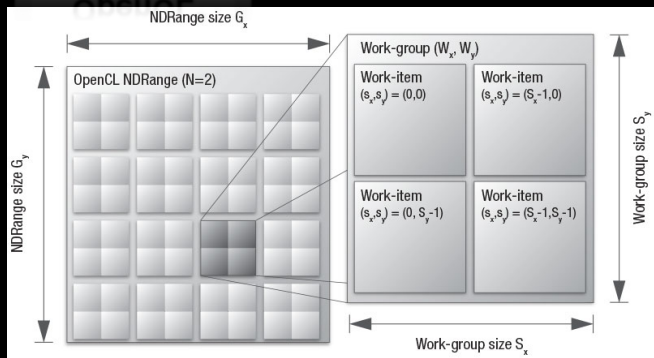 NDRange size Gx
OpenCL NDRange (N=2)
NDRange size Gy
Work-group (Wx, Wy)
Work-item
(sx,sy) = (0,0)
Work-item
(sx,sy) = (Sx-1,0)
Work-item
(sx,sy) = (0, Sy-1)
Work-item
(sx,sy) = (Sx-1,Sy-1)
Work-group size Sy
Work-group size Sx